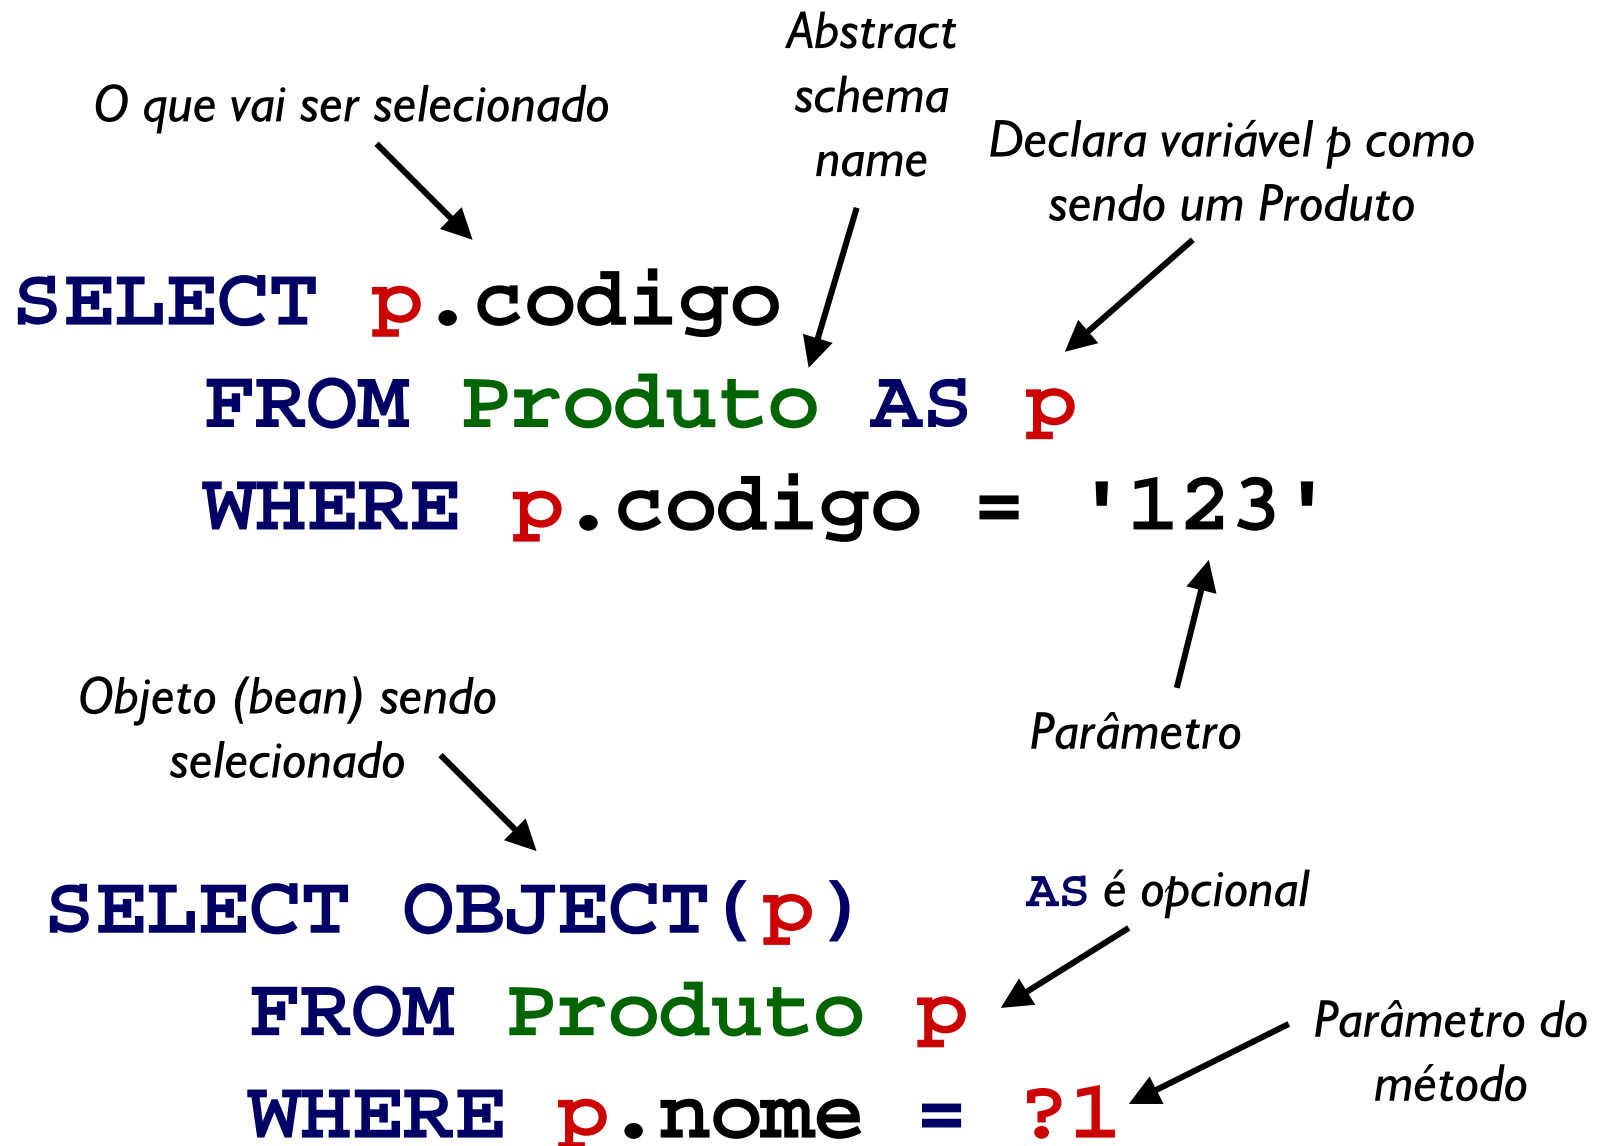 Abstract
schema
name
O que vai ser selecionado
Declara variável p como
sendo um Produto
SELECT p.codigo
FROM Produto AS p
WHERE p.codigo = '123'
Parâmetro
Objeto (bean) sendo
selecionado
SELECT OBJECT(p)
AS é opcional
FROM Produto p
Parâmetro do
método
WHERE p.nome = ?1